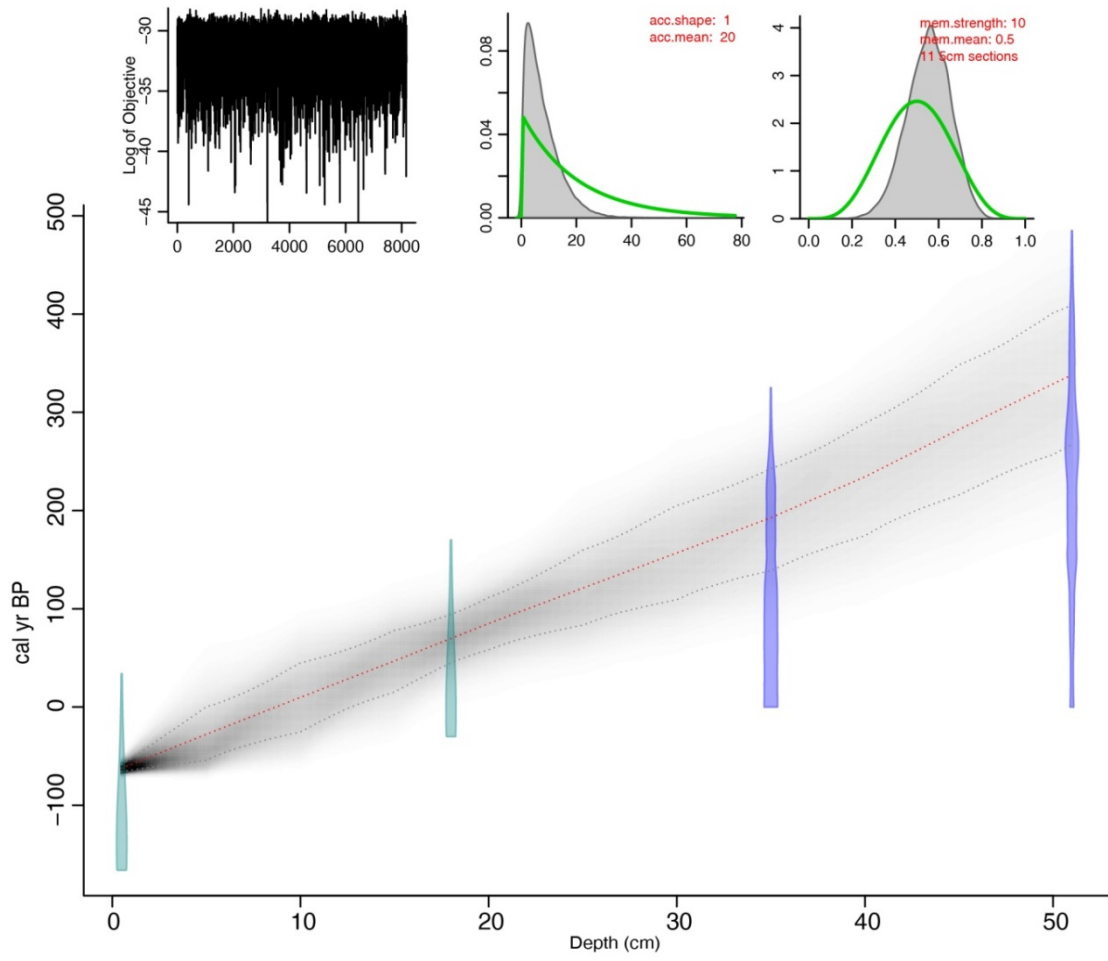 Log of Objective
−30
−35
−40
−45
0 2000 4000 6000 8000
acc.shape: 1
acc.mean: 20
0.00 0.04 0.08
0 20 40 60 80
mem.strength: 10
mem.mean: 0.5
11 5cm sections
4
3
2
1
0
0.0 0.2 0.4 0.6 0.8 1.0
cal yr BP
500
400
300
200
100
0
−100
0 10 20 30 40 50
Depth (cm)